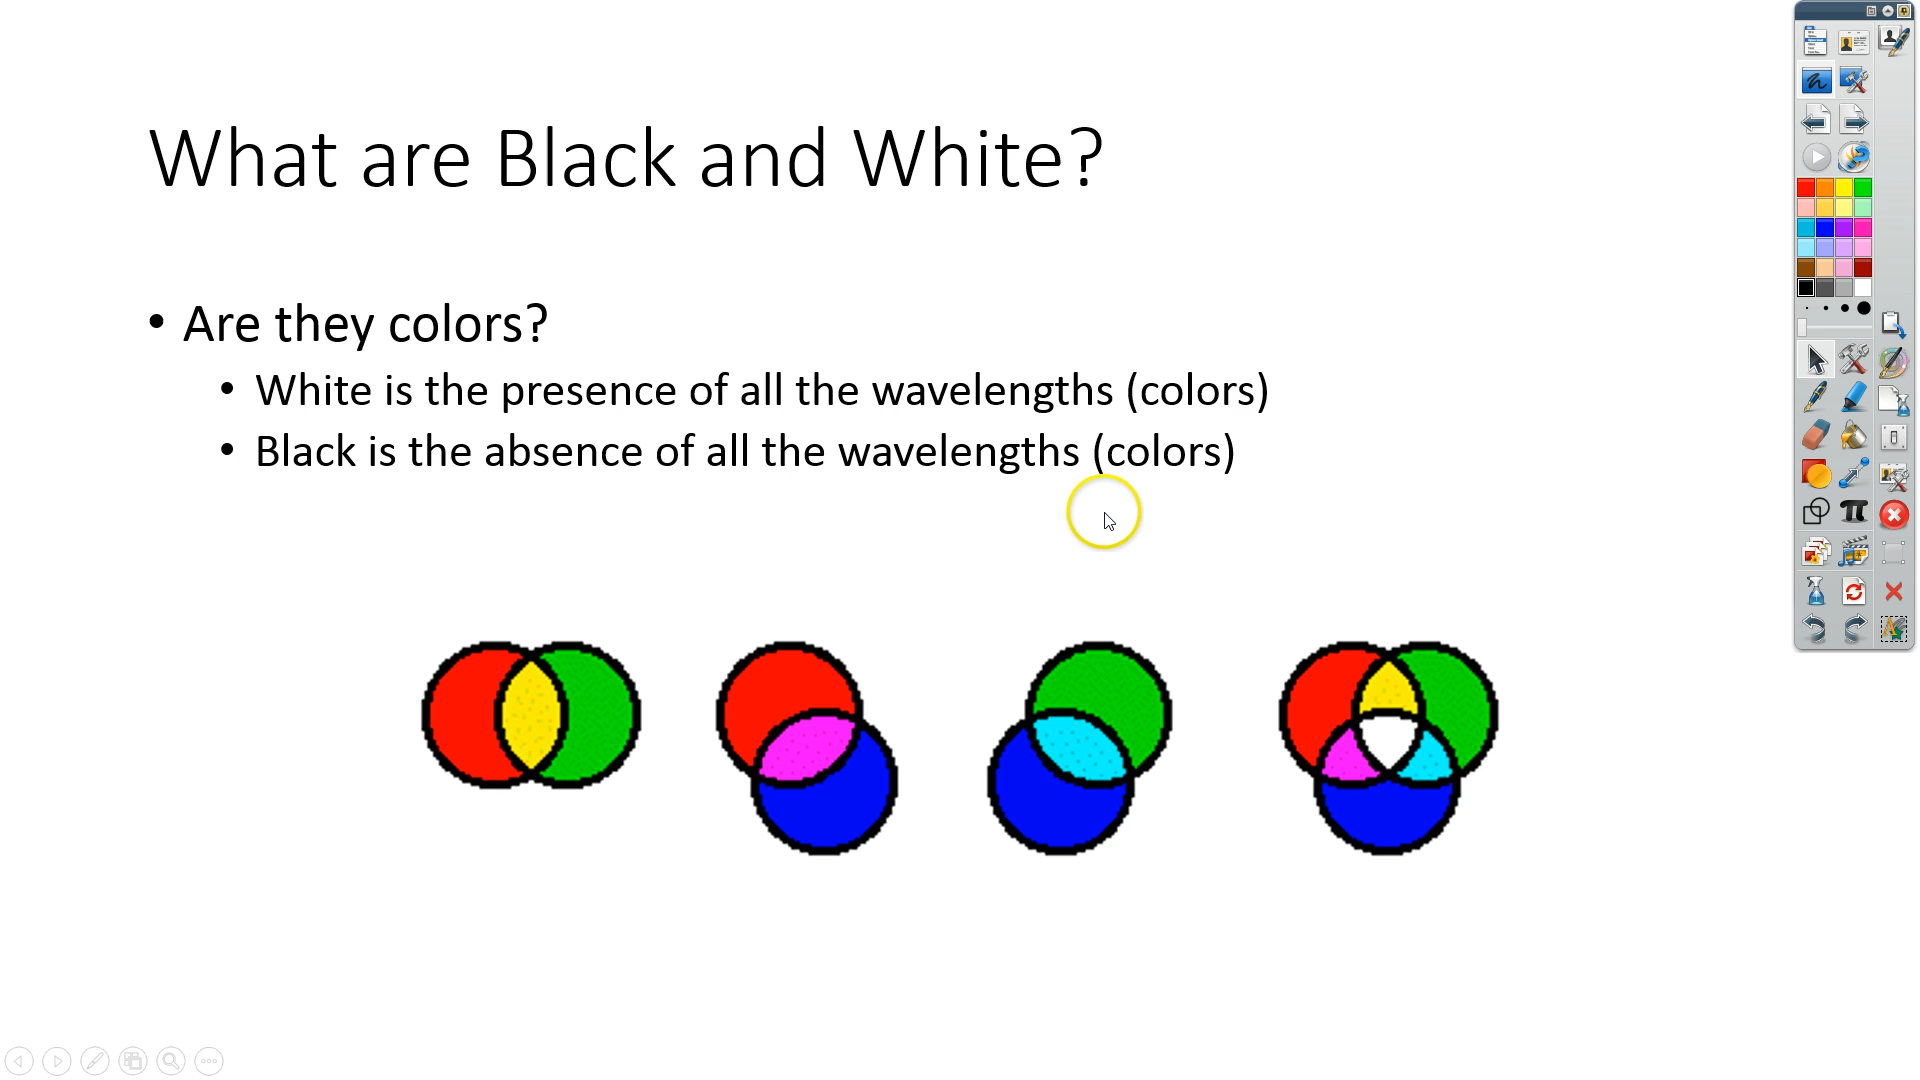 What are Black and White?
• Are they colors?
• White is the presence of all the wavelengths (colors)
• Black is the absence of all the wavelengths (colors)